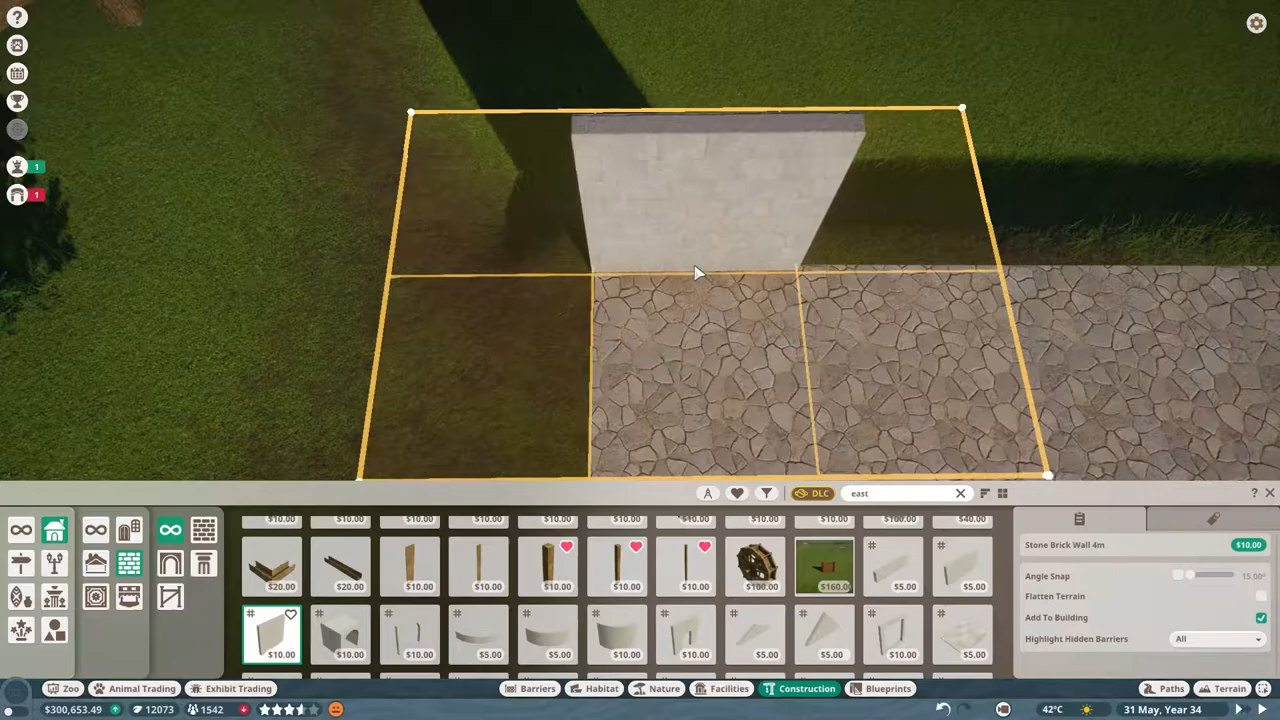 ?
1
1
DLC
east
?
$10.00 $10.00 $10.00 $10.00 $10.00 $10.00 $10.00 $10.00 $10.00 $100.00 $40.00
$20.00 $20.00 $10.00 $10.00 $10.00 $10.00 $10.00 $100.00 $160.00 $5.00 $5.00
$10.00 $10.00 $10.00 $5.00 $5.00 $10.00 $10.00 $5.00 $5.00 $10.00 $5.00
Stone Brick Wall 4m $10.00
Angle Snap 15.00°
Flatten Terrain
Add To Building
Highlight Hidden Barriers All
Zoo Animal Trading Exhibit Trading Barriers Habitat Nature Facilities Construction Blueprints Paths Terrain
$300,653.49 12073 1542 42°C 31 May, Year 34